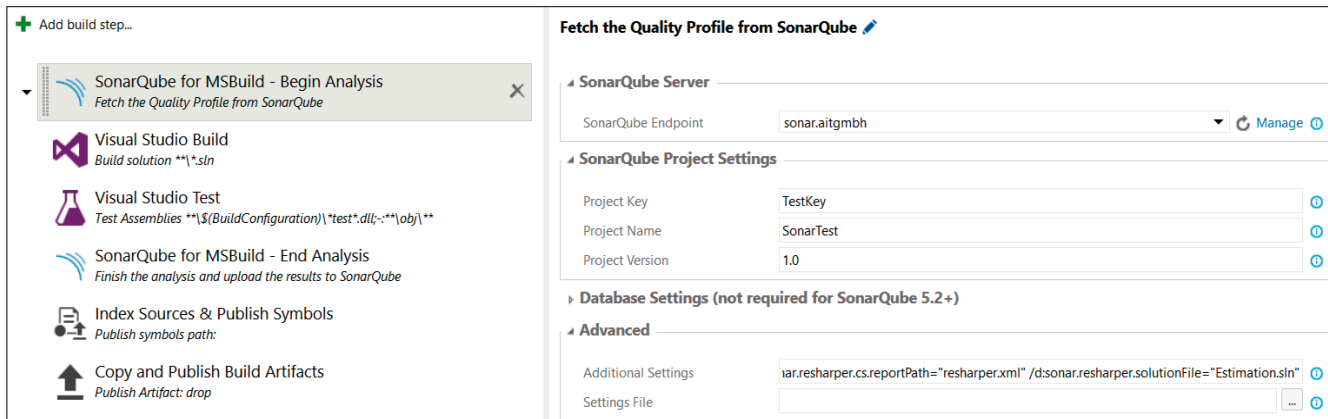 Add build step...
SonarQube for MSBuild - Begin Analysis
Fetch the Quality Profile from SonarQube
Visual Studio Build
Build solution **\*.sln
Visual Studio Test
Test Assemblies **\$(BuildConfiguration)\*test*.dll;-:**\obj\**
SonarQube for MSBuild - End Analysis
Finish the analysis and upload the results to SonarQube
Index Sources & Publish Symbols
Publish symbols path:
Copy and Publish Build Artifacts
Publish Artifact: drop
Fetch the Quality Profile from SonarQube
SonarQube Server
SonarQube Endpoint sonar.aitgmbh Manage
SonarQube Project Settings
Project Key TestKey
Project Name SonarTest
Project Version 1.0
Database Settings (not required for SonarQube 5.2+)
Advanced
Additional Settings nar.resharper.cs.reportPath="resharper.xml" /d:sonar.resharper.solutionFile="Estimation.sln"
Settings File ...